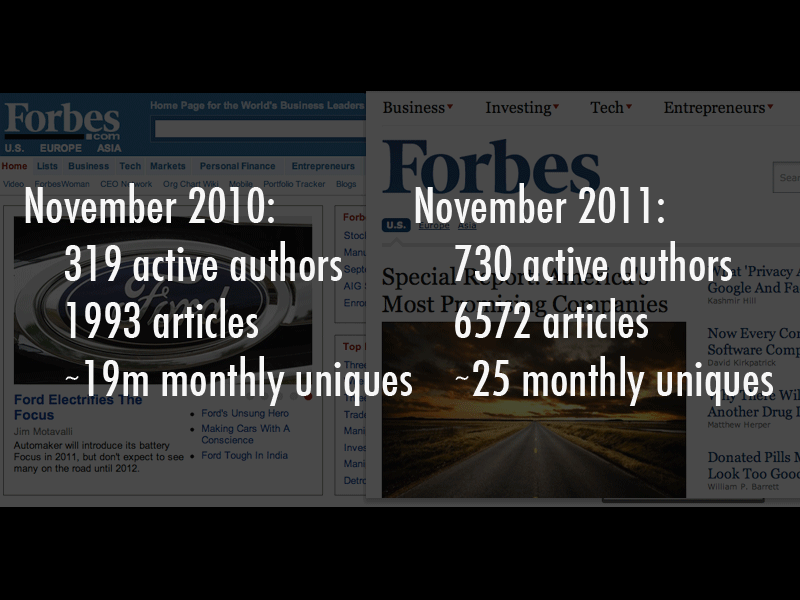 Forbes
.com
U.S. EUROPE ASIA
Home Page for the World's Business Leaders
Home Lists Business Tech Markets Personal Finance Entrepreneurs
Video ForbesWoman CEO Network Org Chart Wiki Mobile Portfolio Tracker Blogs
November 2010:
319 active authors
1993 articles
~19m monthly uniques
Ford Electrifies The
Focus
Jim Motavalli
Automaker will introduce its battery
Focus in 2011, but don't expect to see
many on the road until 2012.
Ford's Unsung Hero
Making Cars With A
Conscience
Ford Tough In India
Business Investing Tech Entrepreneurs
Forbes
U.S. Europe Asia
November 2011:
730 active authors
6572 articles
~25 monthly uniques
Special Report: America's
Most Promising Companies
What 'Privacy
Google And
Kashmir Hill
Now Every
Software
David Kirkpatrick
Why There
Another Drug
Matthew Herper
Donated Pills
Look Too
William P. Barrett